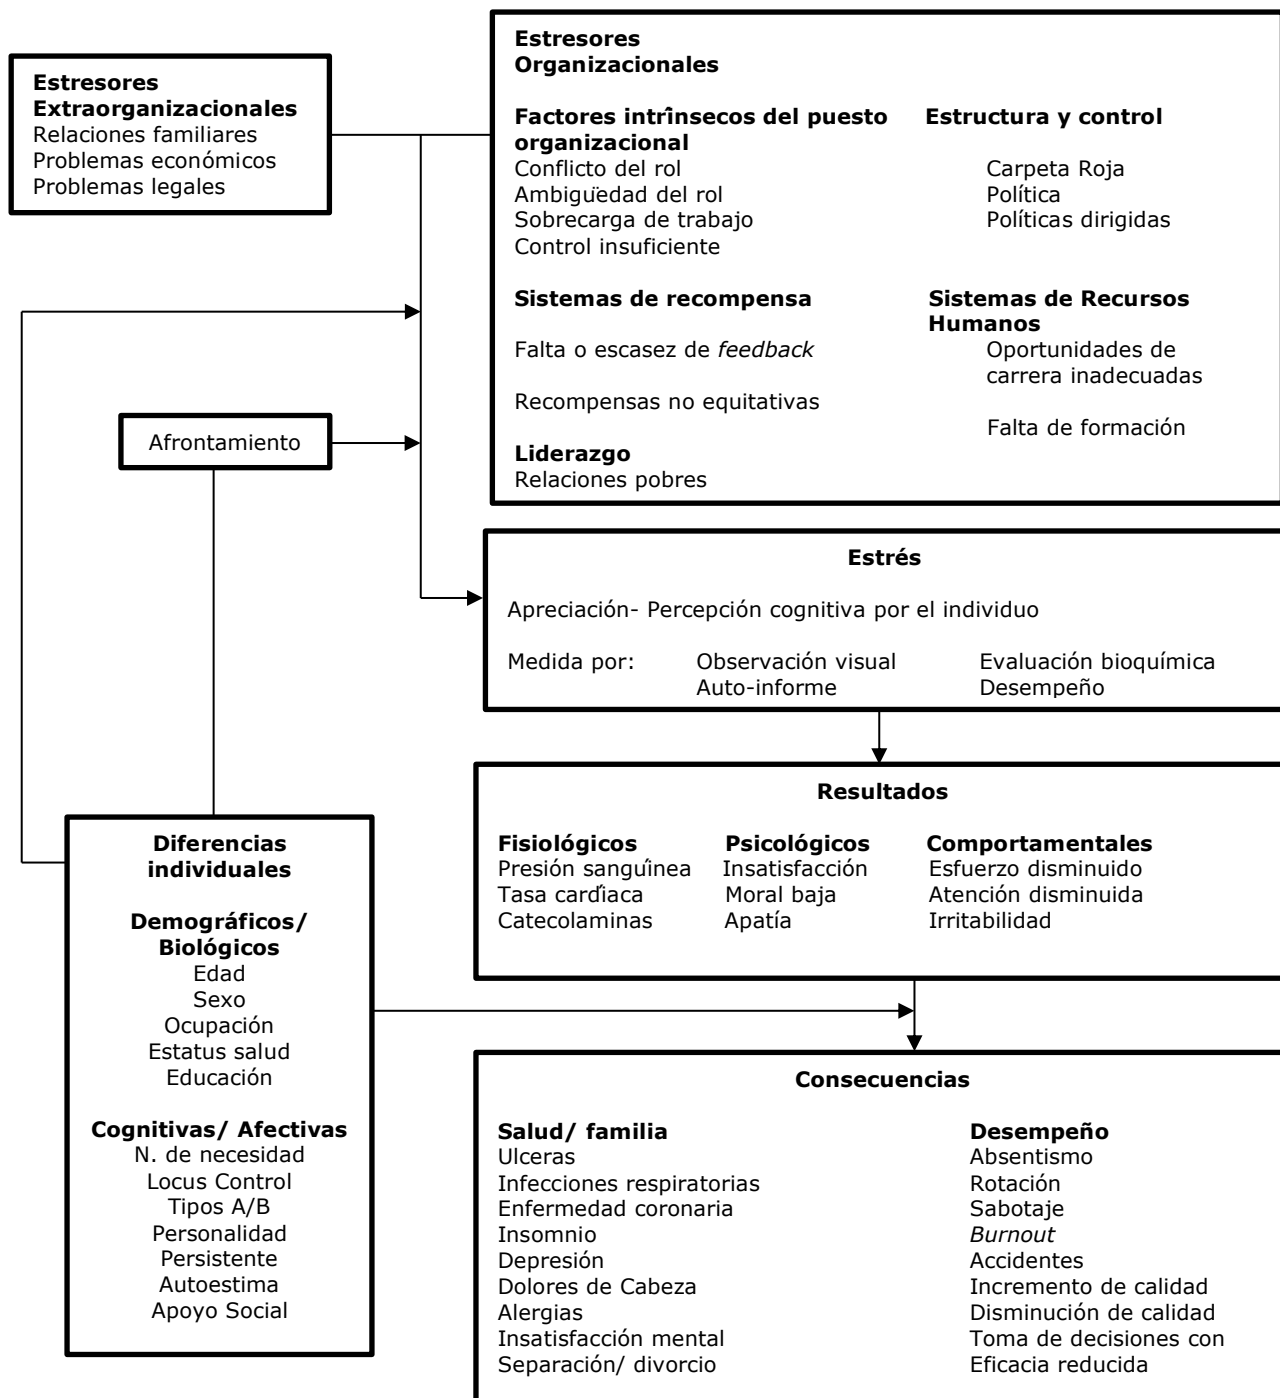 Estresores
Extraorganizacionales
Relaciones familiares
Problemas económicos
Problemas legales
Estresores
Organizacionales
Factores intrínsecos del puesto
organizacional
Conflicto del rol
Ambigüedad del rol
Sobrecarga de trabajo
Control insuficiente
Estructura y control
Carpeta Roja
Política
Políticas dirigidas
Sistemas de recompensa
Falta o escasez de feedback
Recompensas no equitativas
Sistemas de Recursos
Humanos
Oportunidades de
carrera inadecuadas
Falta de formación
Liderazgo
Relaciones pobres
Afrontamiento
Estrés
Apreciación- Percepción cognitiva por el individuo
Medida por: Observación visual Evaluación bioquímica
Auto-informe Desempeño
Resultados
Fisiológicos
Presión sanguínea
Tasa cardíaca
Catecolaminas
Psicológicos
Insatisfacción
Moral baja
Apatía
Comportamentales
Esfuerzo disminuido
Atención disminuida
Irritabilidad
Diferencias
individuales
Demográficos/
Biológicos
Edad
Sexo
Ocupación
Estatus salud
Educación
Cognitivas/ Afectivas
N. de necesidad
Locus Control
Tipos A/B
Personalidad
Persistente
Autoestima
Apoyo Social
Consecuencias
Salud/ familia
Ulceras
Infecciones respiratorias
Enfermedad coronaria
Insomnio
Depresión
Dolores de Cabeza
Alergias
Insatisfacción mental
Separación/ divorcio
Desempeño
Absentismo
Rotación
Sabotaje
Burnout
Accidentes
Incremento de calidad
Disminución de calidad
Toma de decisiones con
Eficacia reducida